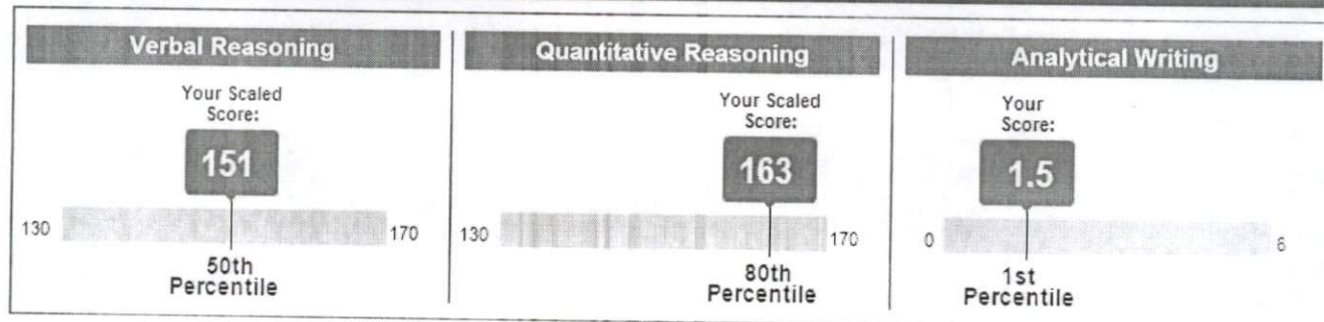 Verbal Reasoning
Your Scaled
Score:
151
130
170
50th
Percentile
Quantitative Reasoning
Your Scaled
Score:
163
130
170
80th
Percentile
Analytical Writing
Your
Score:
1.5
0
6
1st
Percentile